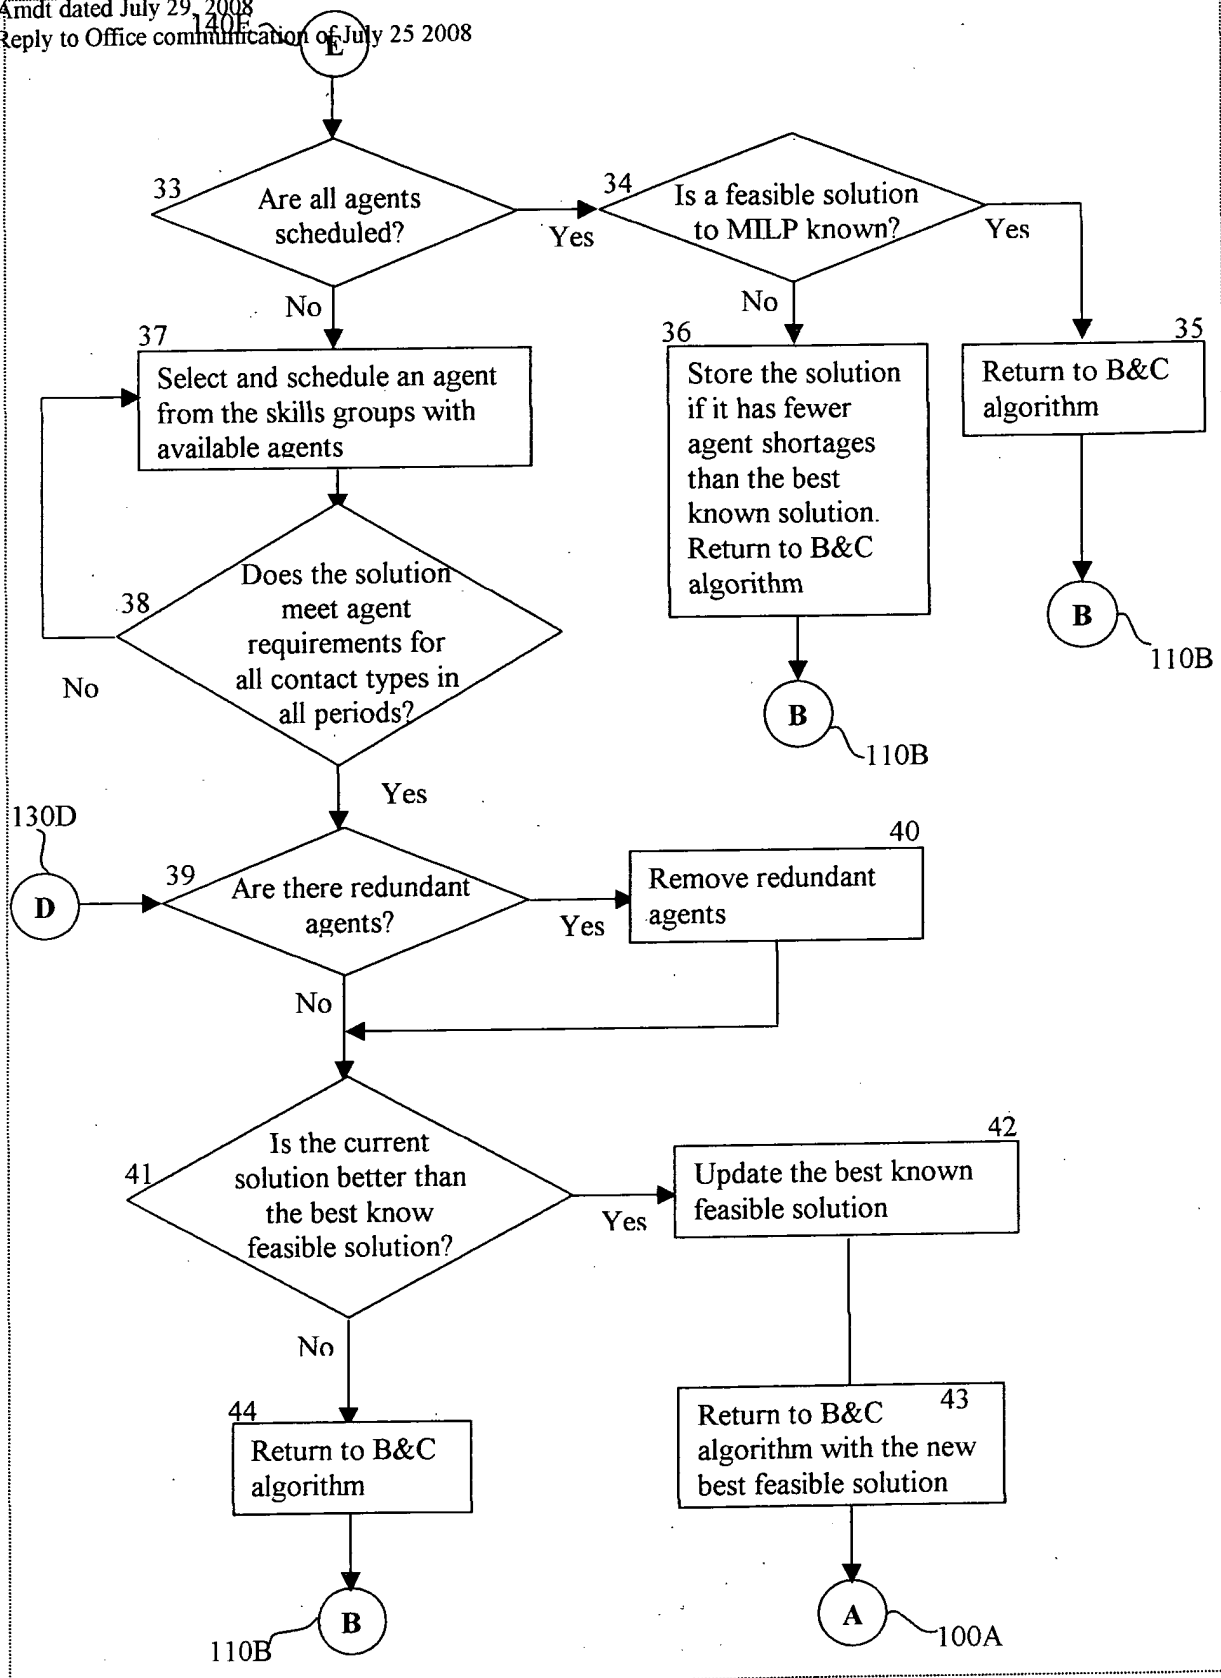 Amdt dated July 29, 2008
140E
Reply to Office communication of July 25 2008
E
33
Are all agents
scheduled?
Yes
No
34
Is a feasible solution
to MILP known?
Yes
No
37
Select and schedule an agent
from the skills groups with
available agents
36
Store the solution
if it has fewer
agent shortages
than the best
known solution.
Return to B&C
algorithm
35
Return to B&C
algorithm
B
110B
B
110B
38
Does the solution
meet agent
requirements for
all contact types in
all periods?
No
Yes
130D
D
39
Are there redundant
agents?
Yes
No
40
Remove redundant
agents
41
Is the current
solution better than
the best know
feasible solution?
Yes
No
42
Update the best known
feasible solution
44
Return to B&C
algorithm
43
Return to B&C
algorithm with the new
best feasible solution
B
110B
A
100A